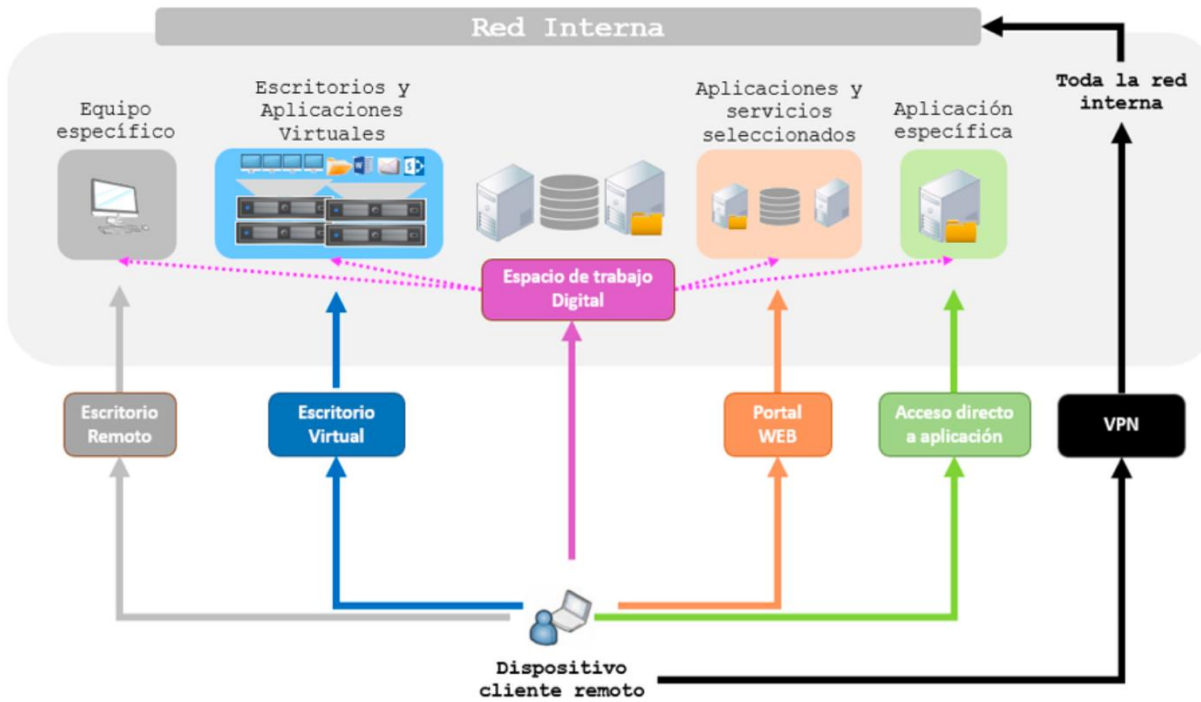 Red Interna
Equipo
específico
Escritorios y
Aplicaciones
Virtuales
Aplicaciones y
servicios
seleccionados
Aplicación
específica
Toda la red
interna
Espacio de trabajo
Digital
Escritorio
Remoto
Escritorio
Virtual
Portal
WEB
Acceso directo
a aplicación
VPN
Dispositivo
cliente remoto